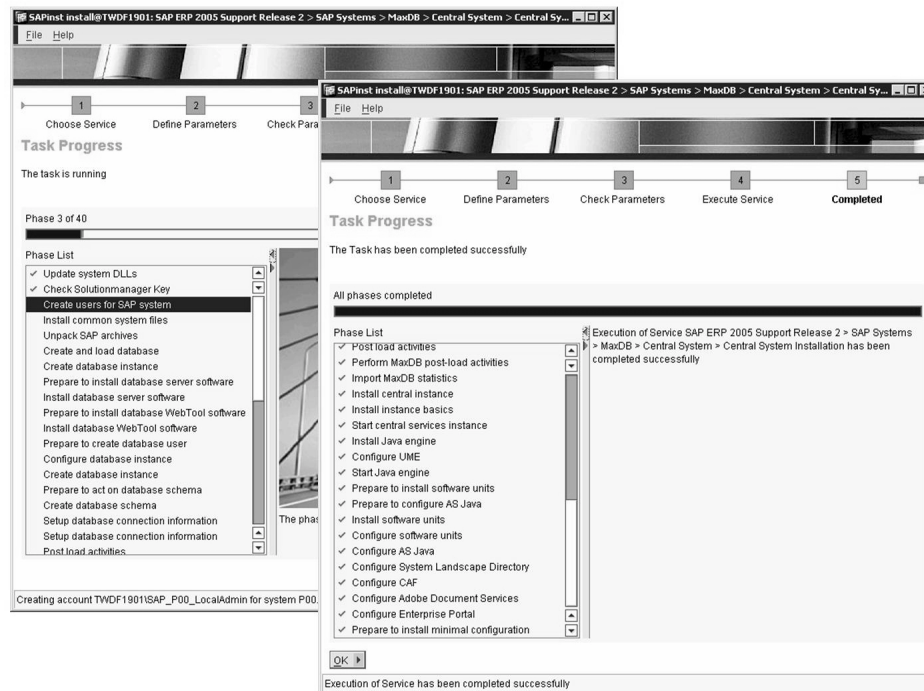 SAPinst install@TWDF1901: SAP ERP 2005 Support Release 2 > SAP Systems > MaxDB > Central System > Central Sy...
File Help
1 2 3
Choose Service Define Parameters Check Para
Task Progress
The task is running
Phase 3 of 40
Phase List
Update system DLLs
Check Solutionmanager Key
Create users for SAP system
Install common system files
Unpack SAP archives
Create and load database
Create database instance
Prepare to install database server software
Install database server software
Prepare to install database WebTool software
Install database WebTool software
Prepare to create database user
Configure database instance
Create database instance
Prepare to act on database schema
Create database schema
Setup database connection information
Setup database connection information
Post load activities
The phas
Creating account TWDF1901\SAP_P00_LocalAdmin for system P00.
SAPinst install@TWDF1901: SAP ERP 2005 Support Release 2 > SAP Systems > MaxDB > Central System > Central Sy...
File Help
1 2 3 4 5
Choose Service Define Parameters Check Parameters Execute Service Completed
Task Progress
The Task has been completed successfully
All phases completed
Phase List
Post load activities
Perform MaxDB post-load activities
Import MaxDB statistics
Install central instance
Install instance basics
Start central services instance
Install Java engine
Configure UME
Start Java engine
Prepare to install software units
Prepare to configure AS Java
Install software units
Configure software units
Configure AS Java
Configure System Landscape Directory
Configure CAF
Configure Adobe Document Services
Configure Enterprise Portal
Prepare to install minimal configuration
Execution of Service SAP ERP 2005 Support Release 2 > SAP Systems
> MaxDB > Central System > Central System Installation has been
completed successfully
OK
Execution of Service has been completed successfully